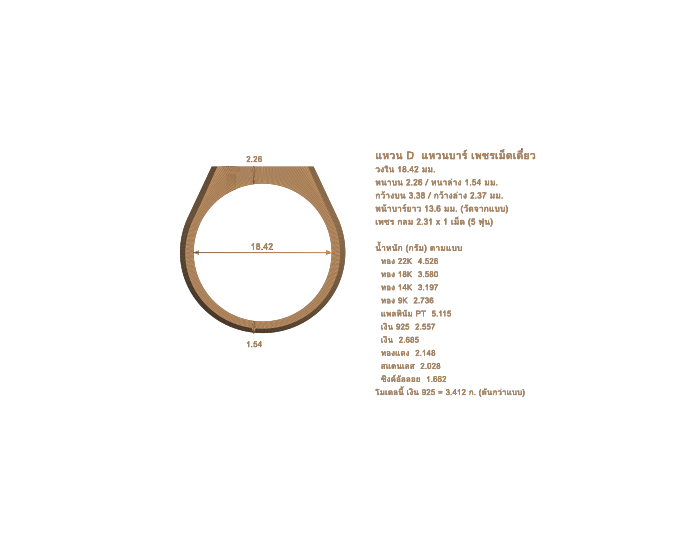 2.26
18.42
1.54
แหวน D แหวนบาร์ เพชรเม็ดเดี่ยว
วงใน 18.42 มม.
หนาบน 2.26 / หนาล่าง 1.54 มม.
กว้างบน 3.38 / กว้างล่าง 2.37 มม.
หน้าบาร์ยาว 13.6 มม. (วัดจากแบบ)
เพชร กลม 2.31 x 1 เม็ด (5 ฟุน)
น้ำหนัก (กรัม) ตามแบบ
ทอง 22K 4.526
ทอง 18K 3.580
ทอง 14K 3.197
ทอง 9K 2.736
แพลทินัม PT 5.115
เงิน 925 2.557
เงิน 2.685
ทองแดง 2.148
สแตนเลส 2.028
ซิงค์อัลลอย 1.662
โมเดลนี้ เงิน 925 = 3.412 ก. (ตันกว่าแบบ)